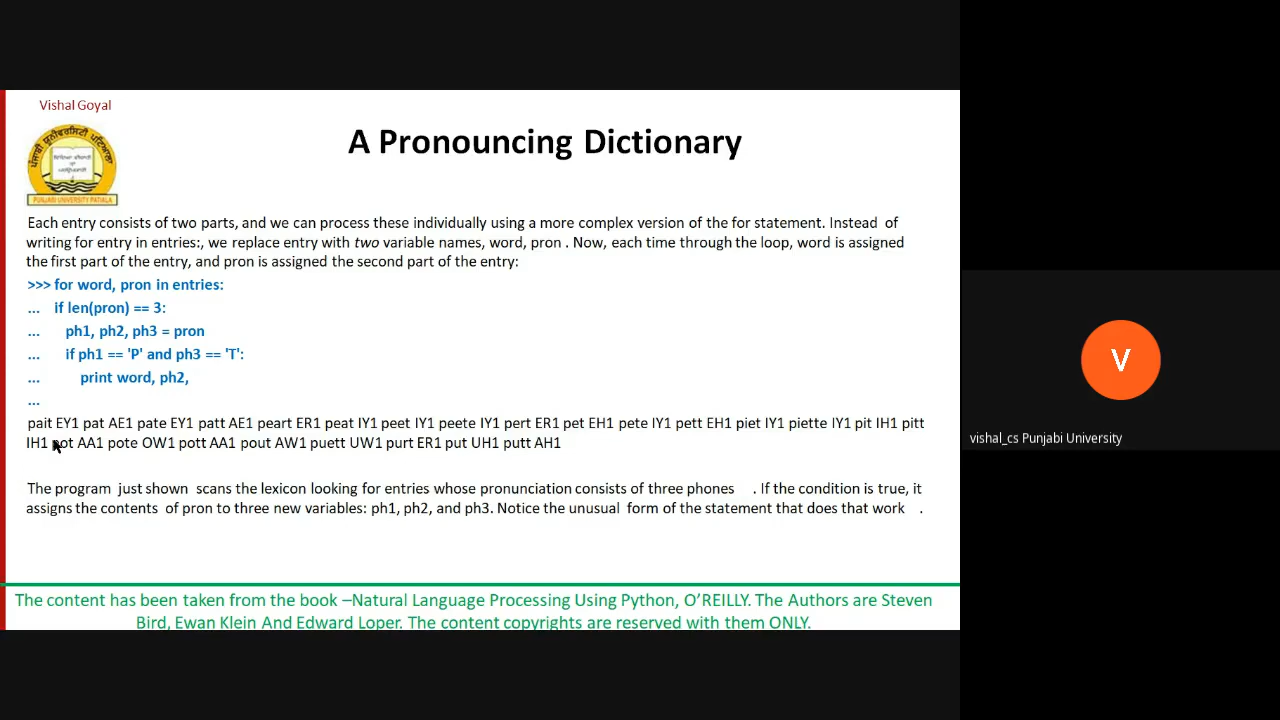 Vishal Goyal
A Pronouncing Dictionary
PUNJABI UNIVERSITY PATIALA
Each entry consists of two parts, and we can process these individually using a more complex version of the for statement. Instead of
writing for entry in entries:, we replace entry with two variable names, word, pron . Now, each time through the loop, word is assigned
the first part of the entry, and pron is assigned the second part of the entry:
>>> for word, pron in entries:
... if len(pron) == 3:
... ph1, ph2, ph3 = pron
... if ph1 == 'P' and ph3 == 'T':
... print word, ph2,
...
pait EY1 pat AE1 pate EY1 patt AE1 peart ER1 peat IY1 peet IY1 peete IY1 pert ER1 pet EH1 pete IY1 pett EH1 piet IY1 piette IY1 pit IH1 pitt
IH1 pot AA1 pote OW1 pott AA1 pout AW1 puett UW1 purt ER1 put UH1 putt AH1
The program just shown scans the lexicon looking for entries whose pronunciation consists of three phones . If the condition is true, it
assigns the contents of pron to three new variables: ph1, ph2, and ph3. Notice the unusual form of the statement that does that work .
The content has been taken from the book –Natural Language Processing Using Python, O’REILLY. The Authors are Steven
Bird, Ewan Klein And Edward Loper. The content copyrights are reserved with them ONLY.
V
vishal_cs Punjabi University